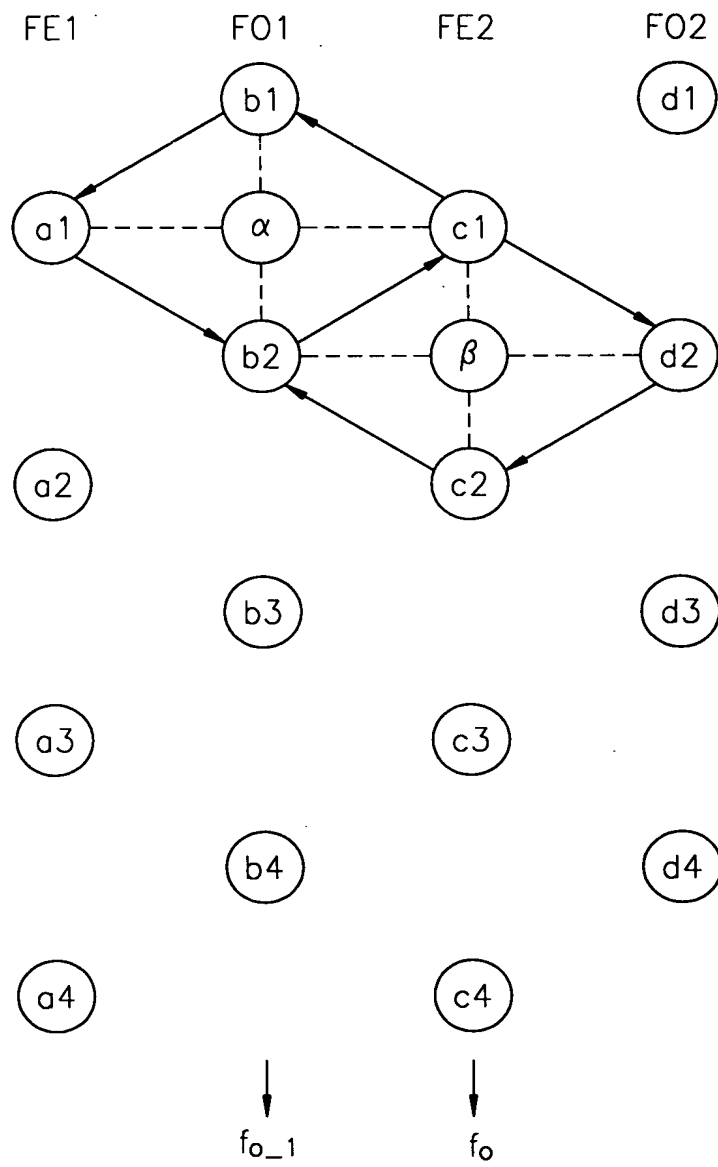 FE1 FO1 FE2 FO2
b1 d1
a1 α c1
b2 β d2
a2 c2
b3 d3
a3 c3
b4 d4
a4 c4
fo_1 fo